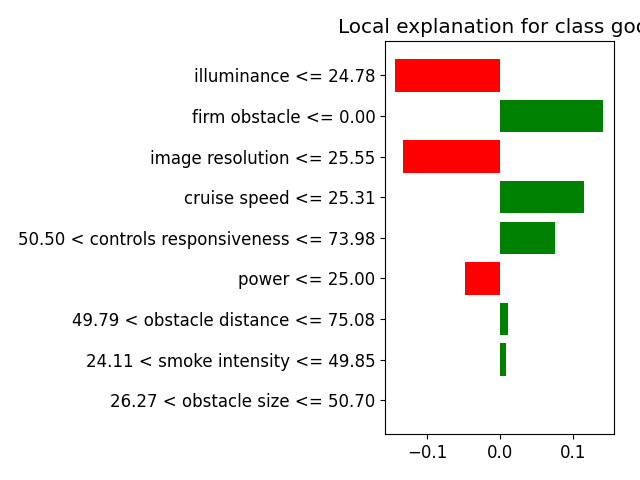 Local explanation for class goo
illuminance <= 24.78
firm obstacle <= 0.00
image resolution <= 25.55
cruise speed <= 25.31
50.50 < controls responsiveness <= 73.98
power <= 25.00
49.79 < obstacle distance <= 75.08
24.11 < smoke intensity <= 49.85
26.27 < obstacle size <= 50.70
−0.1 0.0 0.1